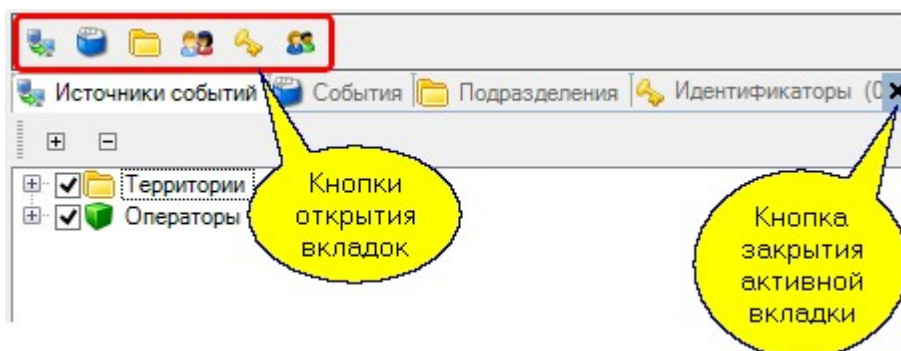 Источники событий События Подразделения Идентификаторы (0
Территории
Операторы
Кнопки
открытия
вкладок
Кнопка
закрытия
активной
вкладки